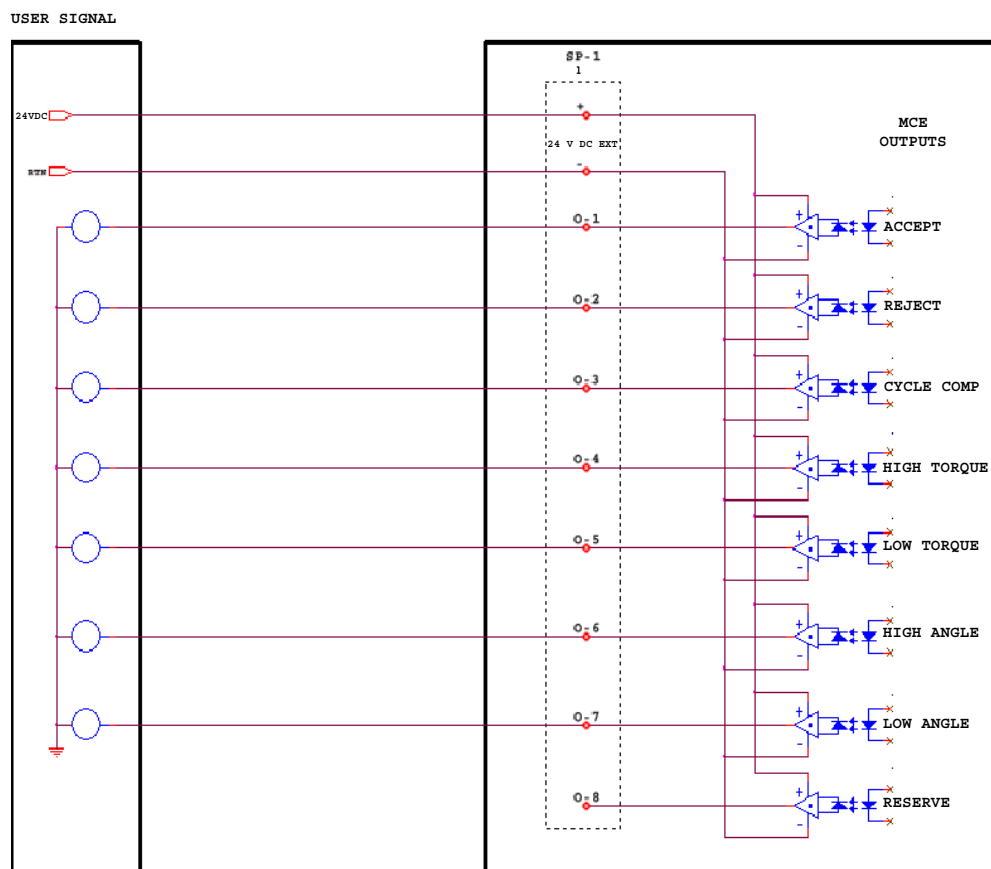 USER SIGNAL
SP-1
1
24VDC
+
MCE
OUTPUTS
24 V DC EXT
RTN
-
O-1
+
-
ACCEPT
O-2
+
-
REJECT
O-3
+
-
CYCLE COMP
O-4
+
-
HIGH TORQUE
O-5
+
-
LOW TORQUE
O-6
+
-
HIGH ANGLE
O-7
+
-
LOW ANGLE
O-8
+
-
RESERVE